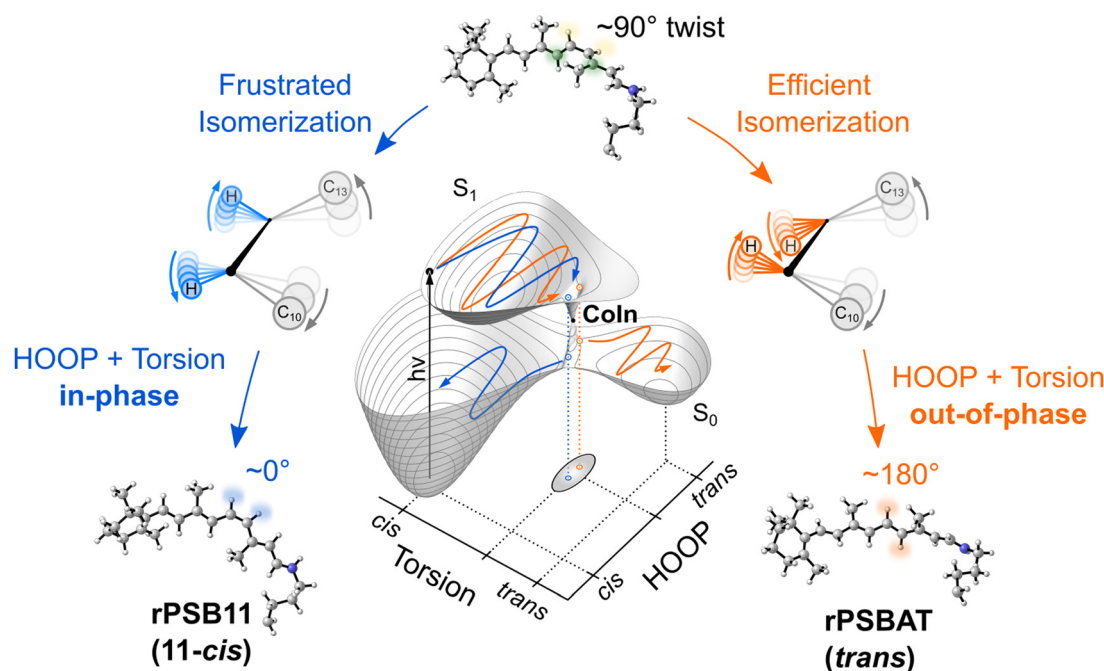 ~90° twist
Frustrated
Isomerization
Efficient
Isomerization
H
C₁₃
H
C₁₀
S₁
hν
CoIn
S₀
H
H
C₁₃
C₁₀
HOOP + Torsion
in-phase
HOOP + Torsion
out-of-phase
~0°
~180°
cis
Torsion
trans
cis
HOOP
trans
rPSB11
(11-cis)
rPSBAT
(trans)